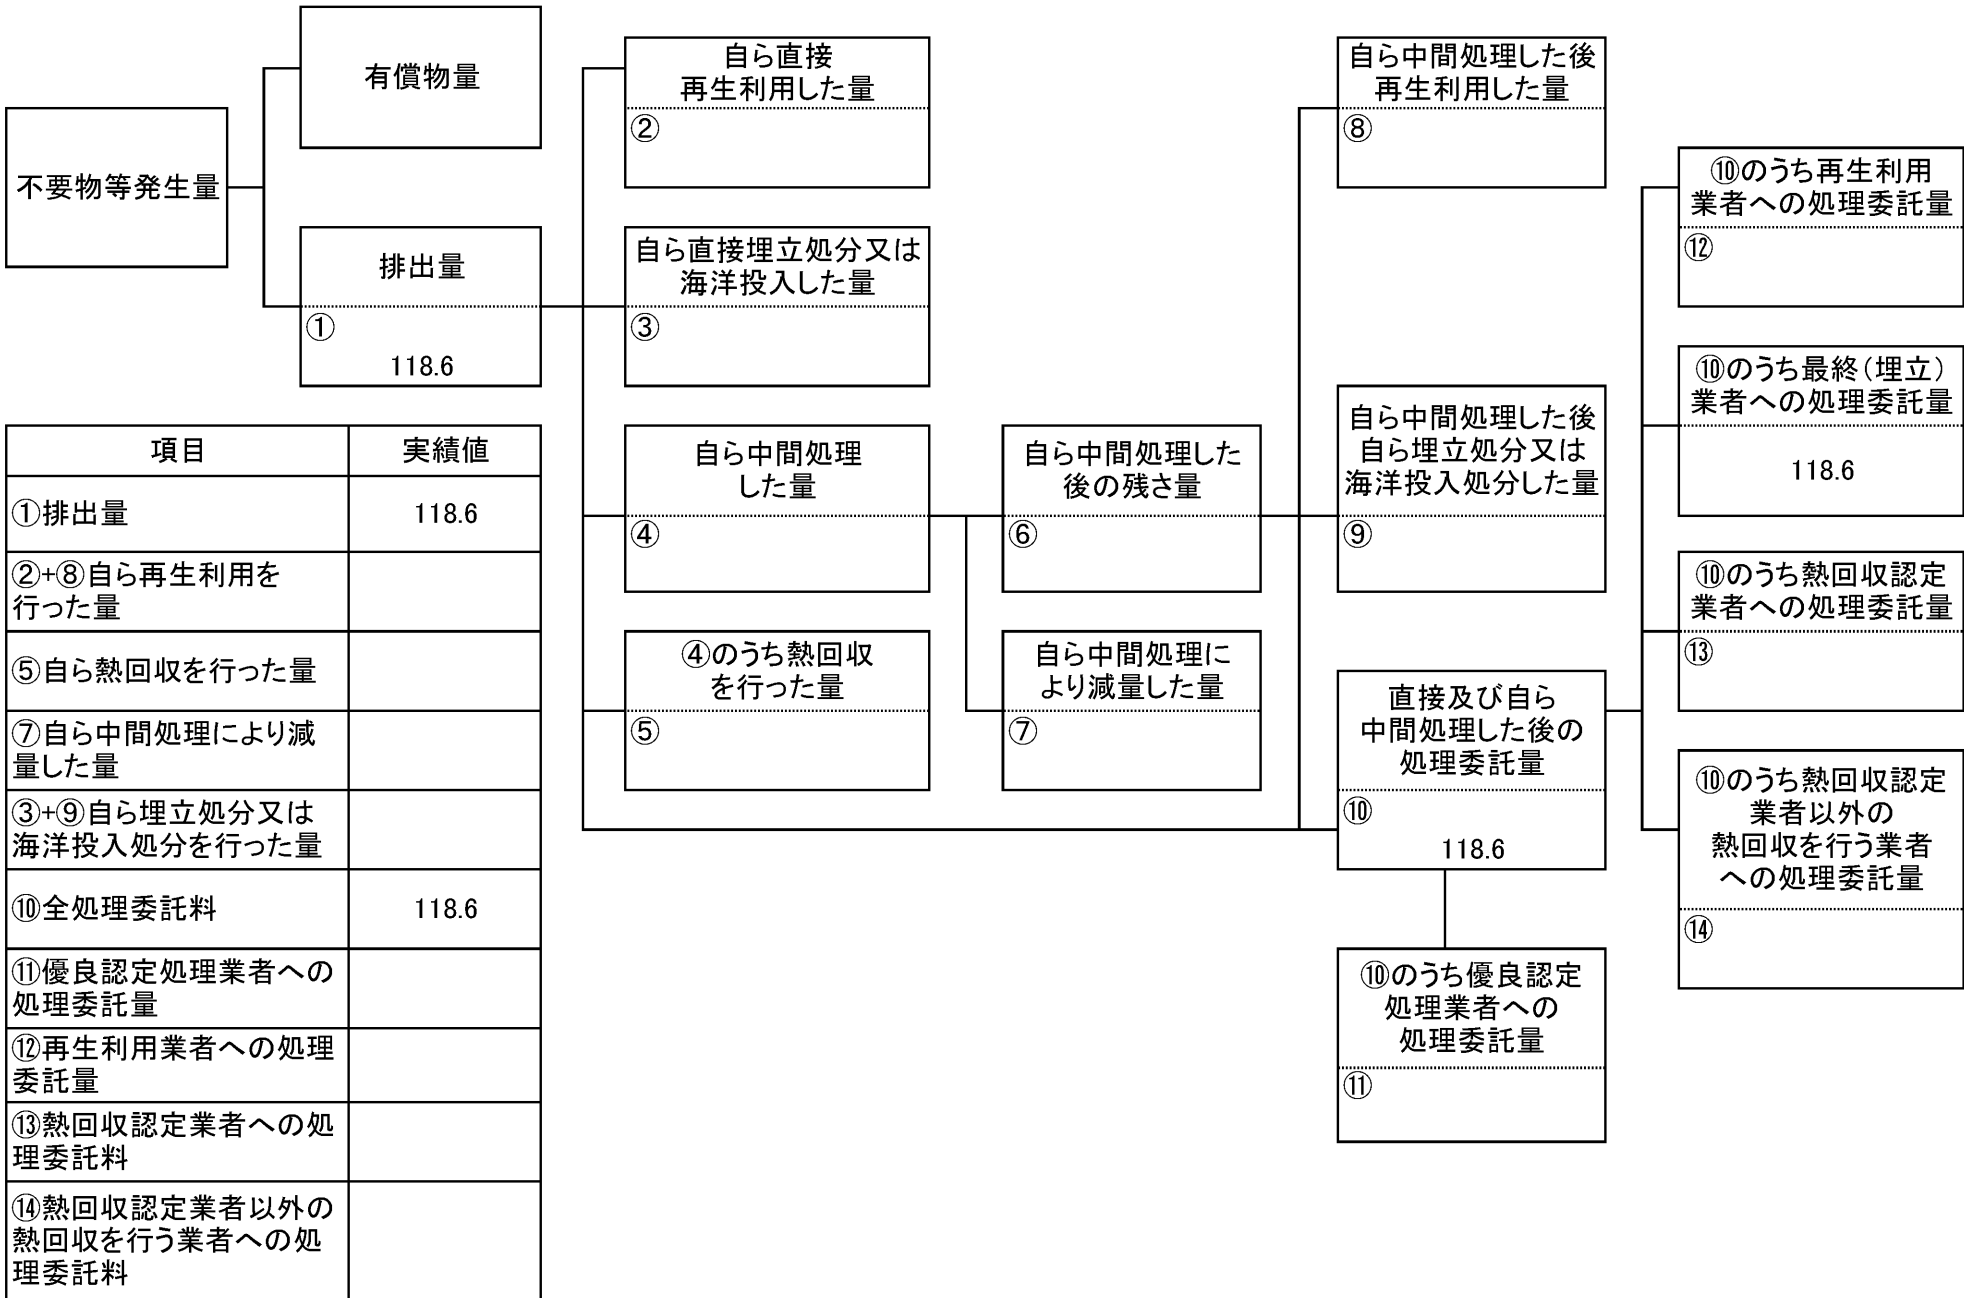 有償物量
不要物等発生量
排出量
①
118.6
自ら直接
再生利用した量
②
自ら直接埋立処分又は
海洋投入した量
③
自ら中間処理
した量
④
④のうち熱回収
を行った量
⑤
自ら中間処理した
後の残さ量
⑥
自ら中間処理に
より減量した量
⑦
自ら中間処理した後
再生利用した量
⑧
自ら中間処理した後
自ら埋立処分又は
海洋投入処分した量
⑨
直接及び自ら
中間処理した後の
処理委託量
⑩
118.6
⑩のうち優良認定
処理業者への
処理委託量
⑪
⑩のうち再生利用
業者への処理委託量
⑫
⑩のうち最終(埋立)
業者への処理委託量
118.6
⑩のうち熱回収認定
業者への処理委託量
⑬
⑩のうち熱回収認定
業者以外の
熱回収を行う業者
への処理委託量
⑭
項目 実績値
①排出量 118.6
②+⑧自ら再生利用を
行った量
⑤自ら熱回収を行った量
⑦自ら中間処理により減
量した量
③+⑨自ら埋立処分又は
海洋投入処分を行った量
⑩全処理委託料 118.6
⑪優良認定処理業者への
処理委託量
⑫再生利用業者への処理
委託量
⑬熱回収認定業者への処
理委託料
⑭熱回収認定業者以外の
熱回収を行う業者への処
理委託料